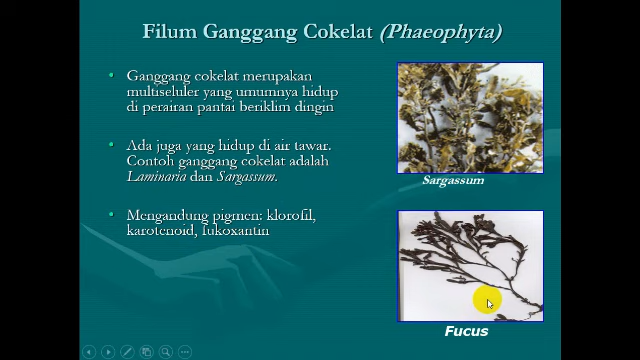 Filum Ganggang Cokelat (Phaeophyta)
Ganggang cokelat merupakan
multiseluler yang umumnya hidup
di perairan pantai beriklim dingin
Ada juga yang hidup di air tawar.
Contoh ganggang cokelat adalah
Laminaria dan Sargassum.
Mengandung pigmen: klorofil,
karotenoid, fukoxantin
Sargassum
Fucus